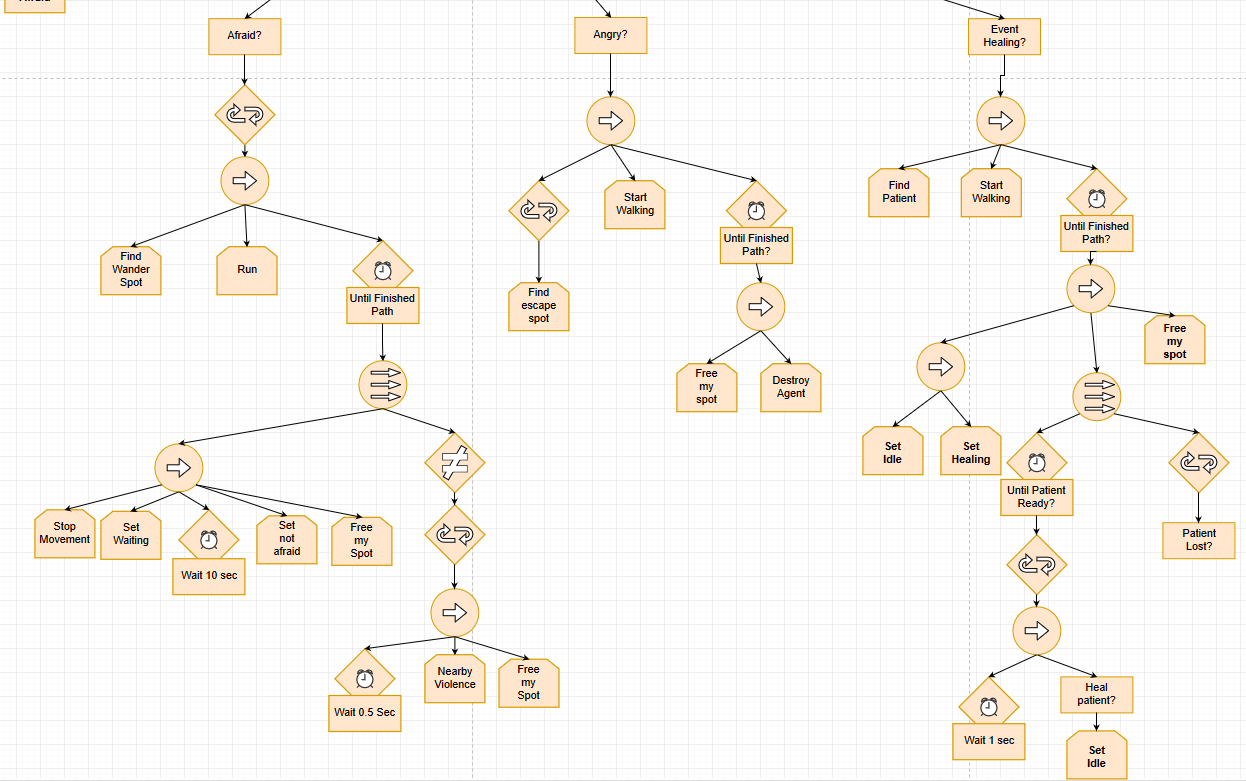 Afraid?
Angry?
Event
Healing?
Find
Patient
Start
Walking
Start
Walking
Until Finished
Path?
Until Finished
Path?
Find
Wander
Spot
Run
Until Finished
Path
Find
escape
spot
Free
my
spot
Free
my
spot
Destroy
Agent
Set
Idle
Set
Healing
Until Patient
Ready?
Patient
Lost?
Stop
Movement
Set
Waiting
Wait 10 sec
Set
not
afraid
Free
my
Spot
Wait 0.5 Sec
Nearby
Violence
Free
my
Spot
Wait 1 sec
Heal
patient?
Set
Idle